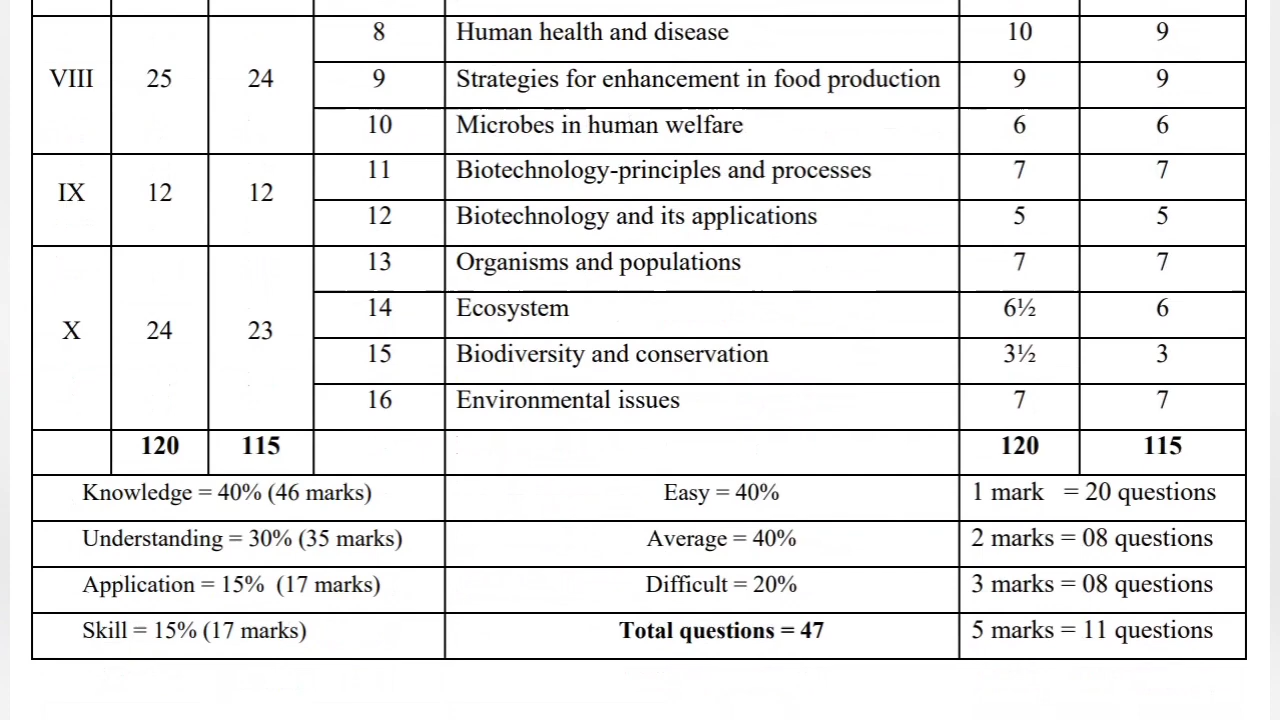 8 Human health and disease 10 9
VIII 25 24 9 Strategies for enhancement in food production 9 9
10 Microbes in human welfare 6 6
11 Biotechnology-principles and processes 7 7
IX 12 12
12 Biotechnology and its applications 5 5
13 Organisms and populations 7 7
14 Ecosystem 6½ 6
X 24 23
15 Biodiversity and conservation 3½ 3
16 Environmental issues 7 7
120 115 120 115
Knowledge = 40% (46 marks) Easy = 40% 1 mark = 20 questions
Understanding = 30% (35 marks) Average = 40% 2 marks = 08 questions
Application = 15% (17 marks) Difficult = 20% 3 marks = 08 questions
Skill = 15% (17 marks) Total questions = 47 5 marks = 11 questions